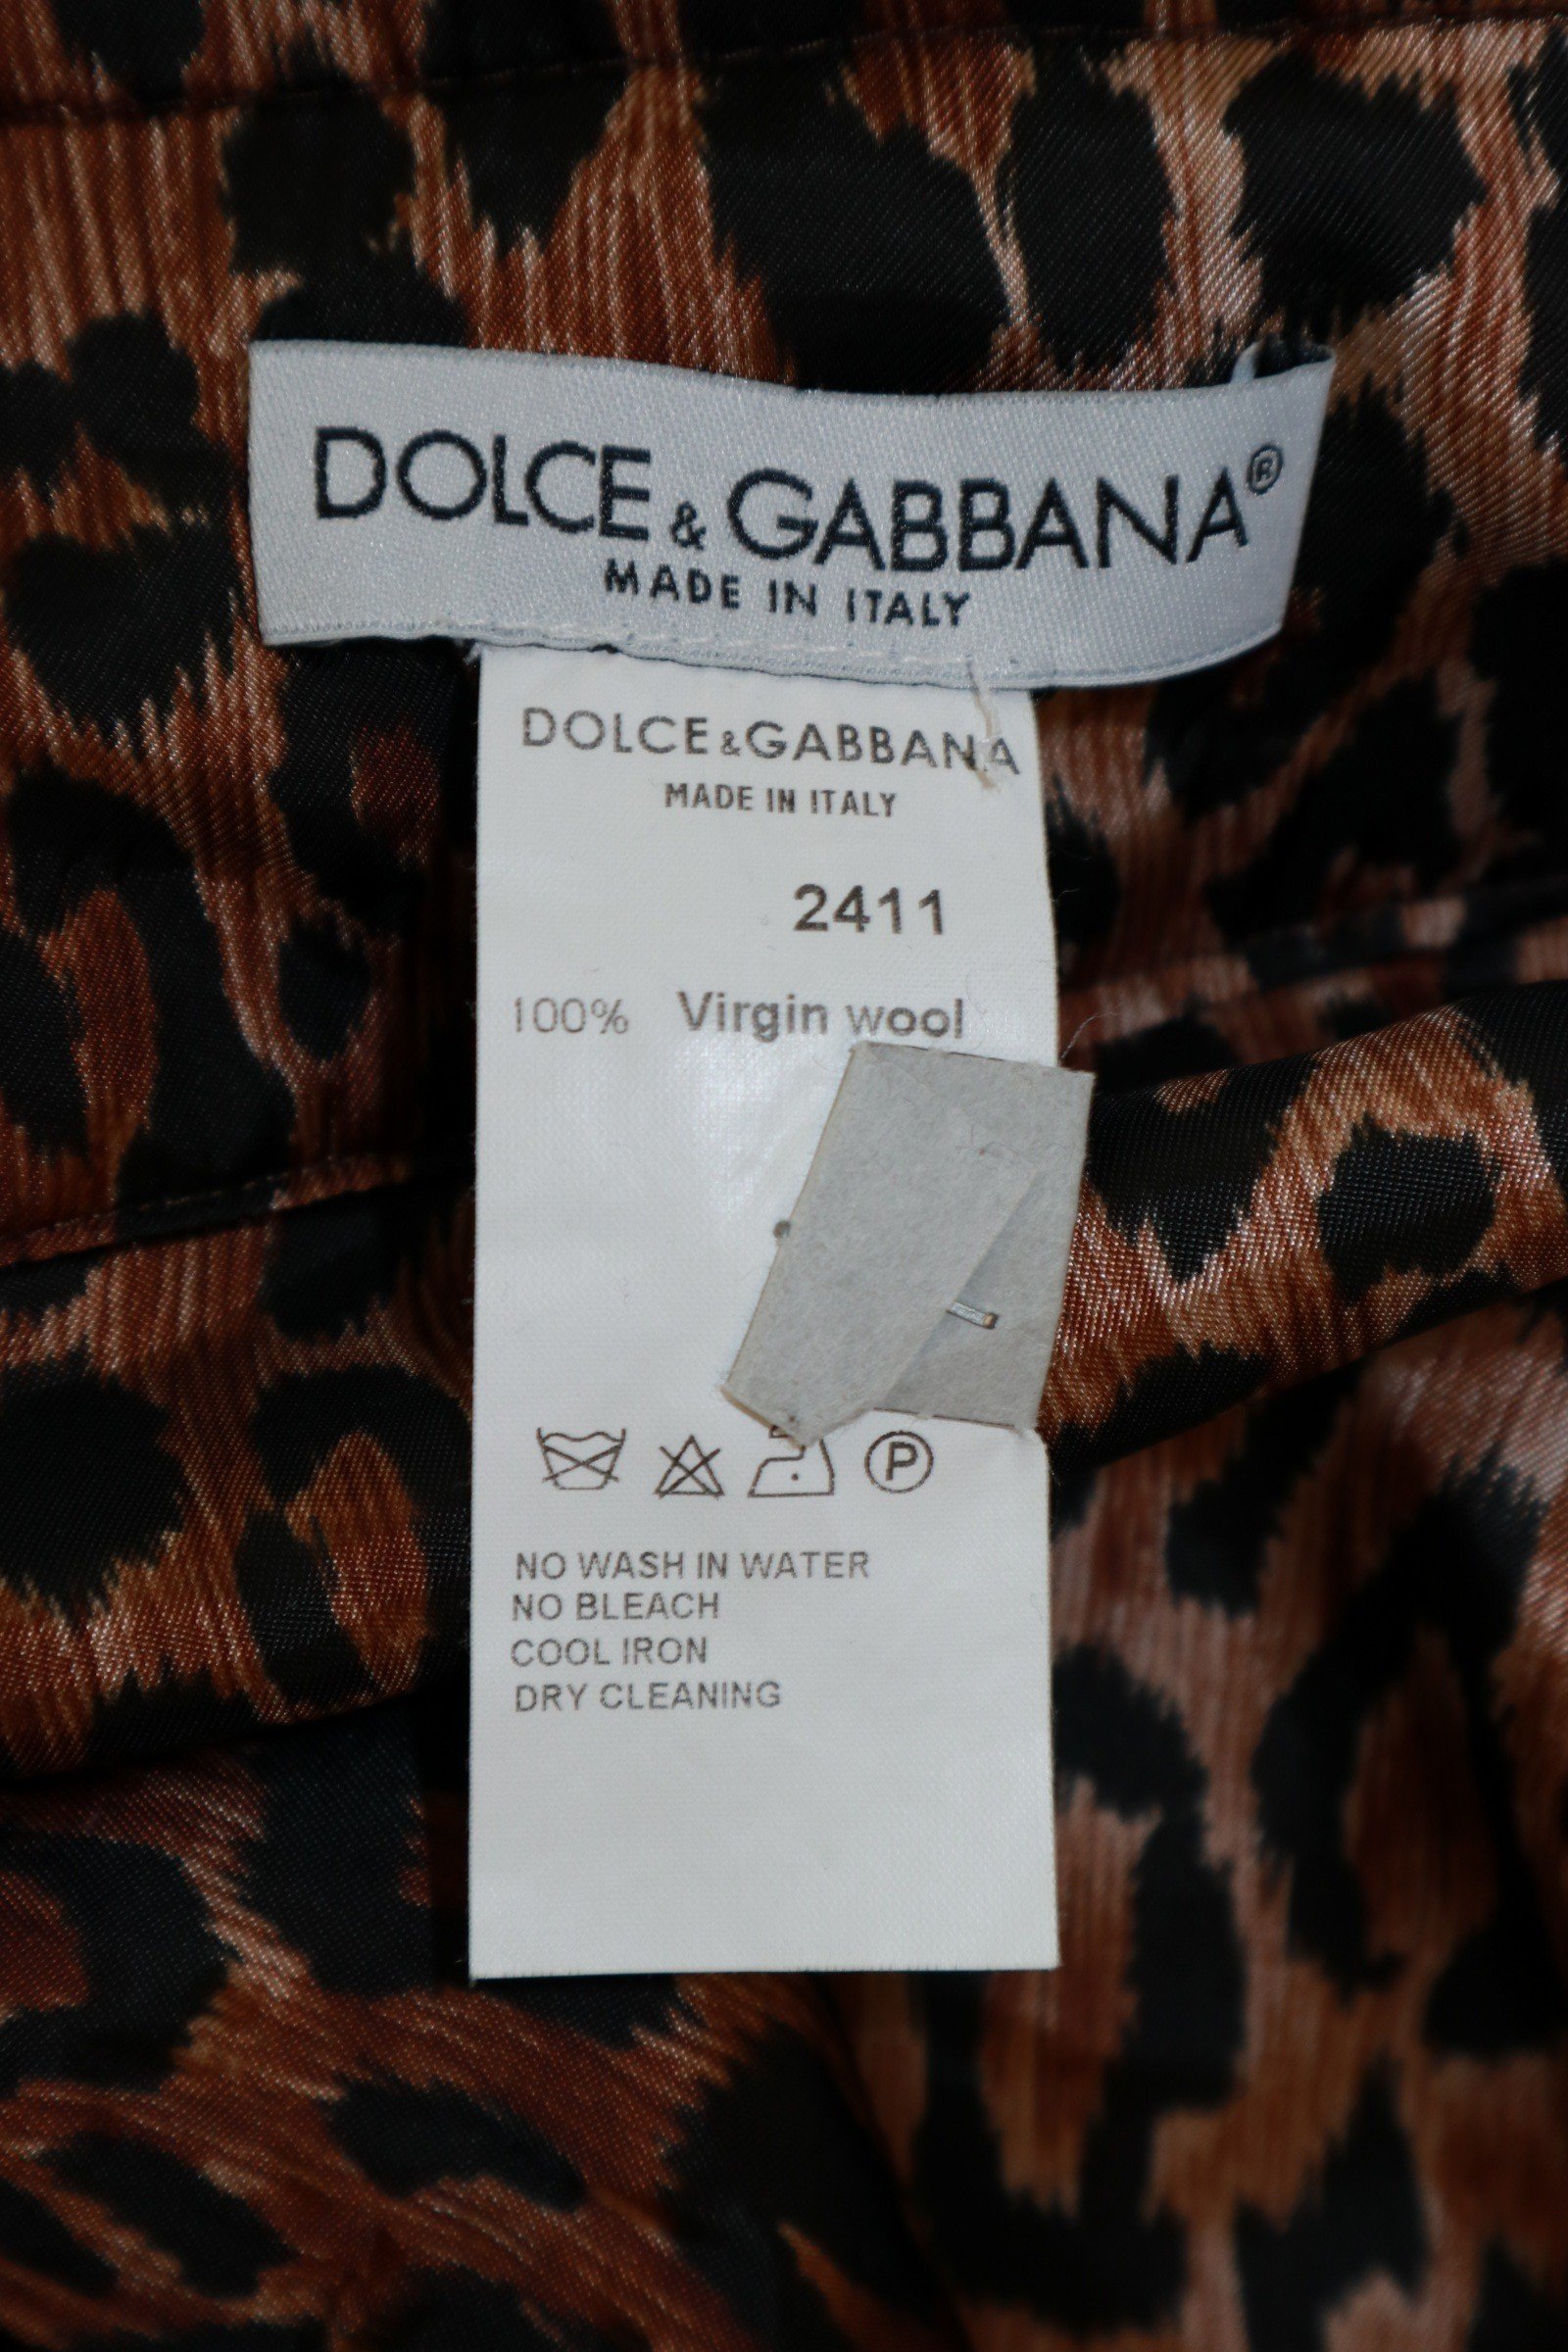 DOLCE & GABBANA®
MADE IN ITALY
DOLCE & GABBANA
MADE IN ITALY
2411
100% Virgin wool
P
NO WASH IN WATER
NO BLEACH
COOL IRON
DRY CLEANING